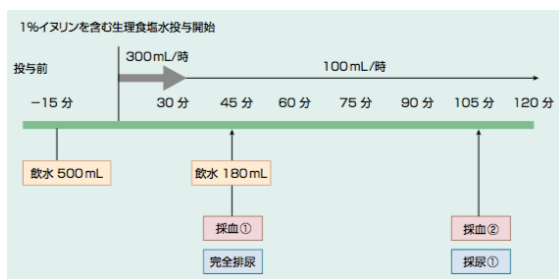 1%イヌリンを含む生理食塩水投与開始
300mL/時
投与前
100mL/時
−15分 30分 45分 60分 75分 90分 105分 120分
飲水 500mL
飲水 180mL
採血① 採血②
完全排尿 採尿①